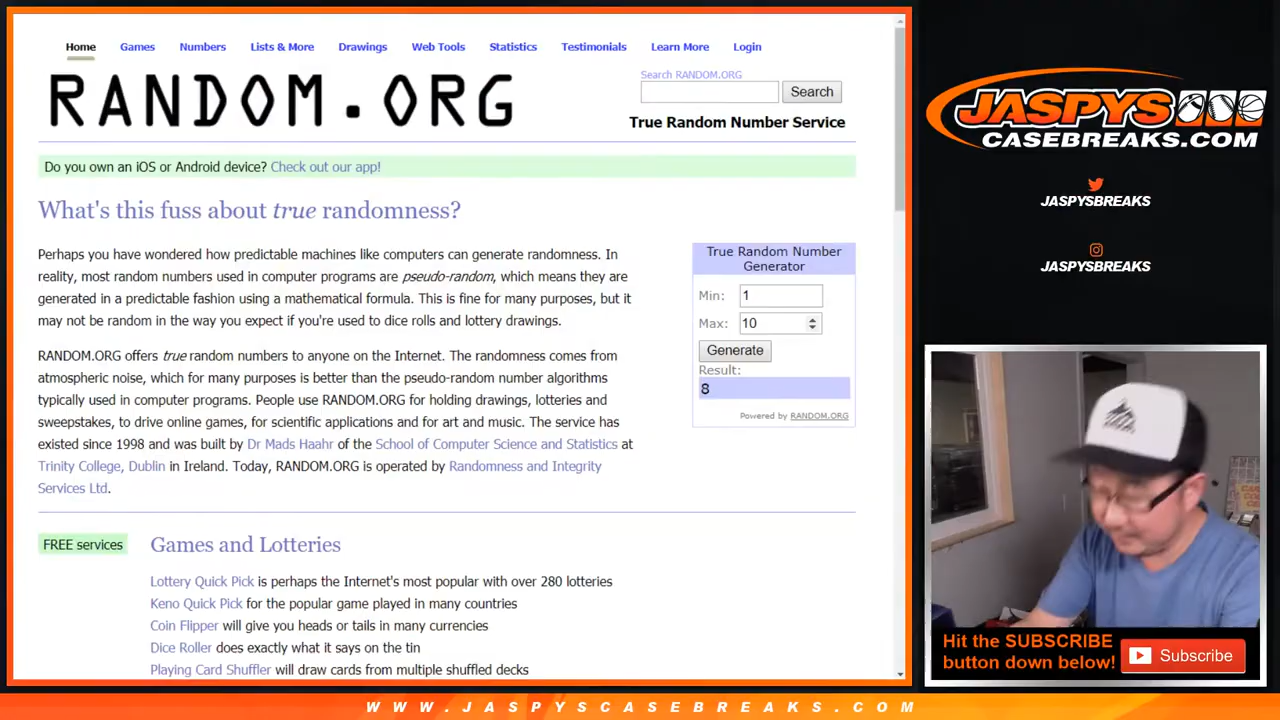 Home Games Numbers Lists & More Drawings Web Tools Statistics Testimonials Learn More Login
RANDOM.ORG
Search RANDOM.ORG
Search
True Random Number Service
Do you own an iOS or Android device? Check out our app!
What's this fuss about true randomness?
Perhaps you have wondered how predictable machines like computers can generate randomness. In
reality, most random numbers used in computer programs are pseudo-random, which means they are
generated in a predictable fashion using a mathematical formula. This is fine for many purposes, but it
may not be random in the way you expect if you're used to dice rolls and lottery drawings.
RANDOM.ORG offers true random numbers to anyone on the Internet. The randomness comes from
atmospheric noise, which for many purposes is better than the pseudo-random number algorithms
typically used in computer programs. People use RANDOM.ORG for holding drawings, lotteries and
sweepstakes, to drive online games, for scientific applications and for art and music. The service has
existed since 1998 and was built by Dr Mads Haahr of the School of Computer Science and Statistics at
Trinity College, Dublin in Ireland. Today, RANDOM.ORG is operated by Randomness and Integrity
Services Ltd.
True Random Number
Generator
Min: 1
Max: 10
Generate
Result:
8
Powered by RANDOM.ORG
FREE services
Games and Lotteries
Lottery Quick Pick is perhaps the Internet's most popular with over 280 lotteries
Keno Quick Pick for the popular game played in many countries
Coin Flipper will give you heads or tails in many currencies
Dice Roller does exactly what it says on the tin
Playing Card Shuffler will draw cards from multiple shuffled decks
JASPYS
CASEBREAKS.COM
JASPYSBREAKS
JASPYSBREAKS
Hit the SUBSCRIBE
button down below!
Subscribe
WWW.JASPYSCASEBREAKS.COM